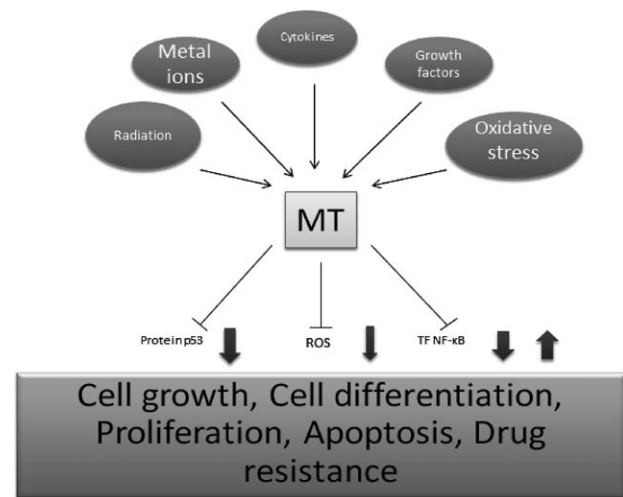 Cytokines
Metal
ions
Growth
factors
Radiation
Oxidative
stress
MT
Protein p53
ROS
TF NF-κB
Cell growth, Cell differentiation,
Proliferation, Apoptosis, Drug
resistance